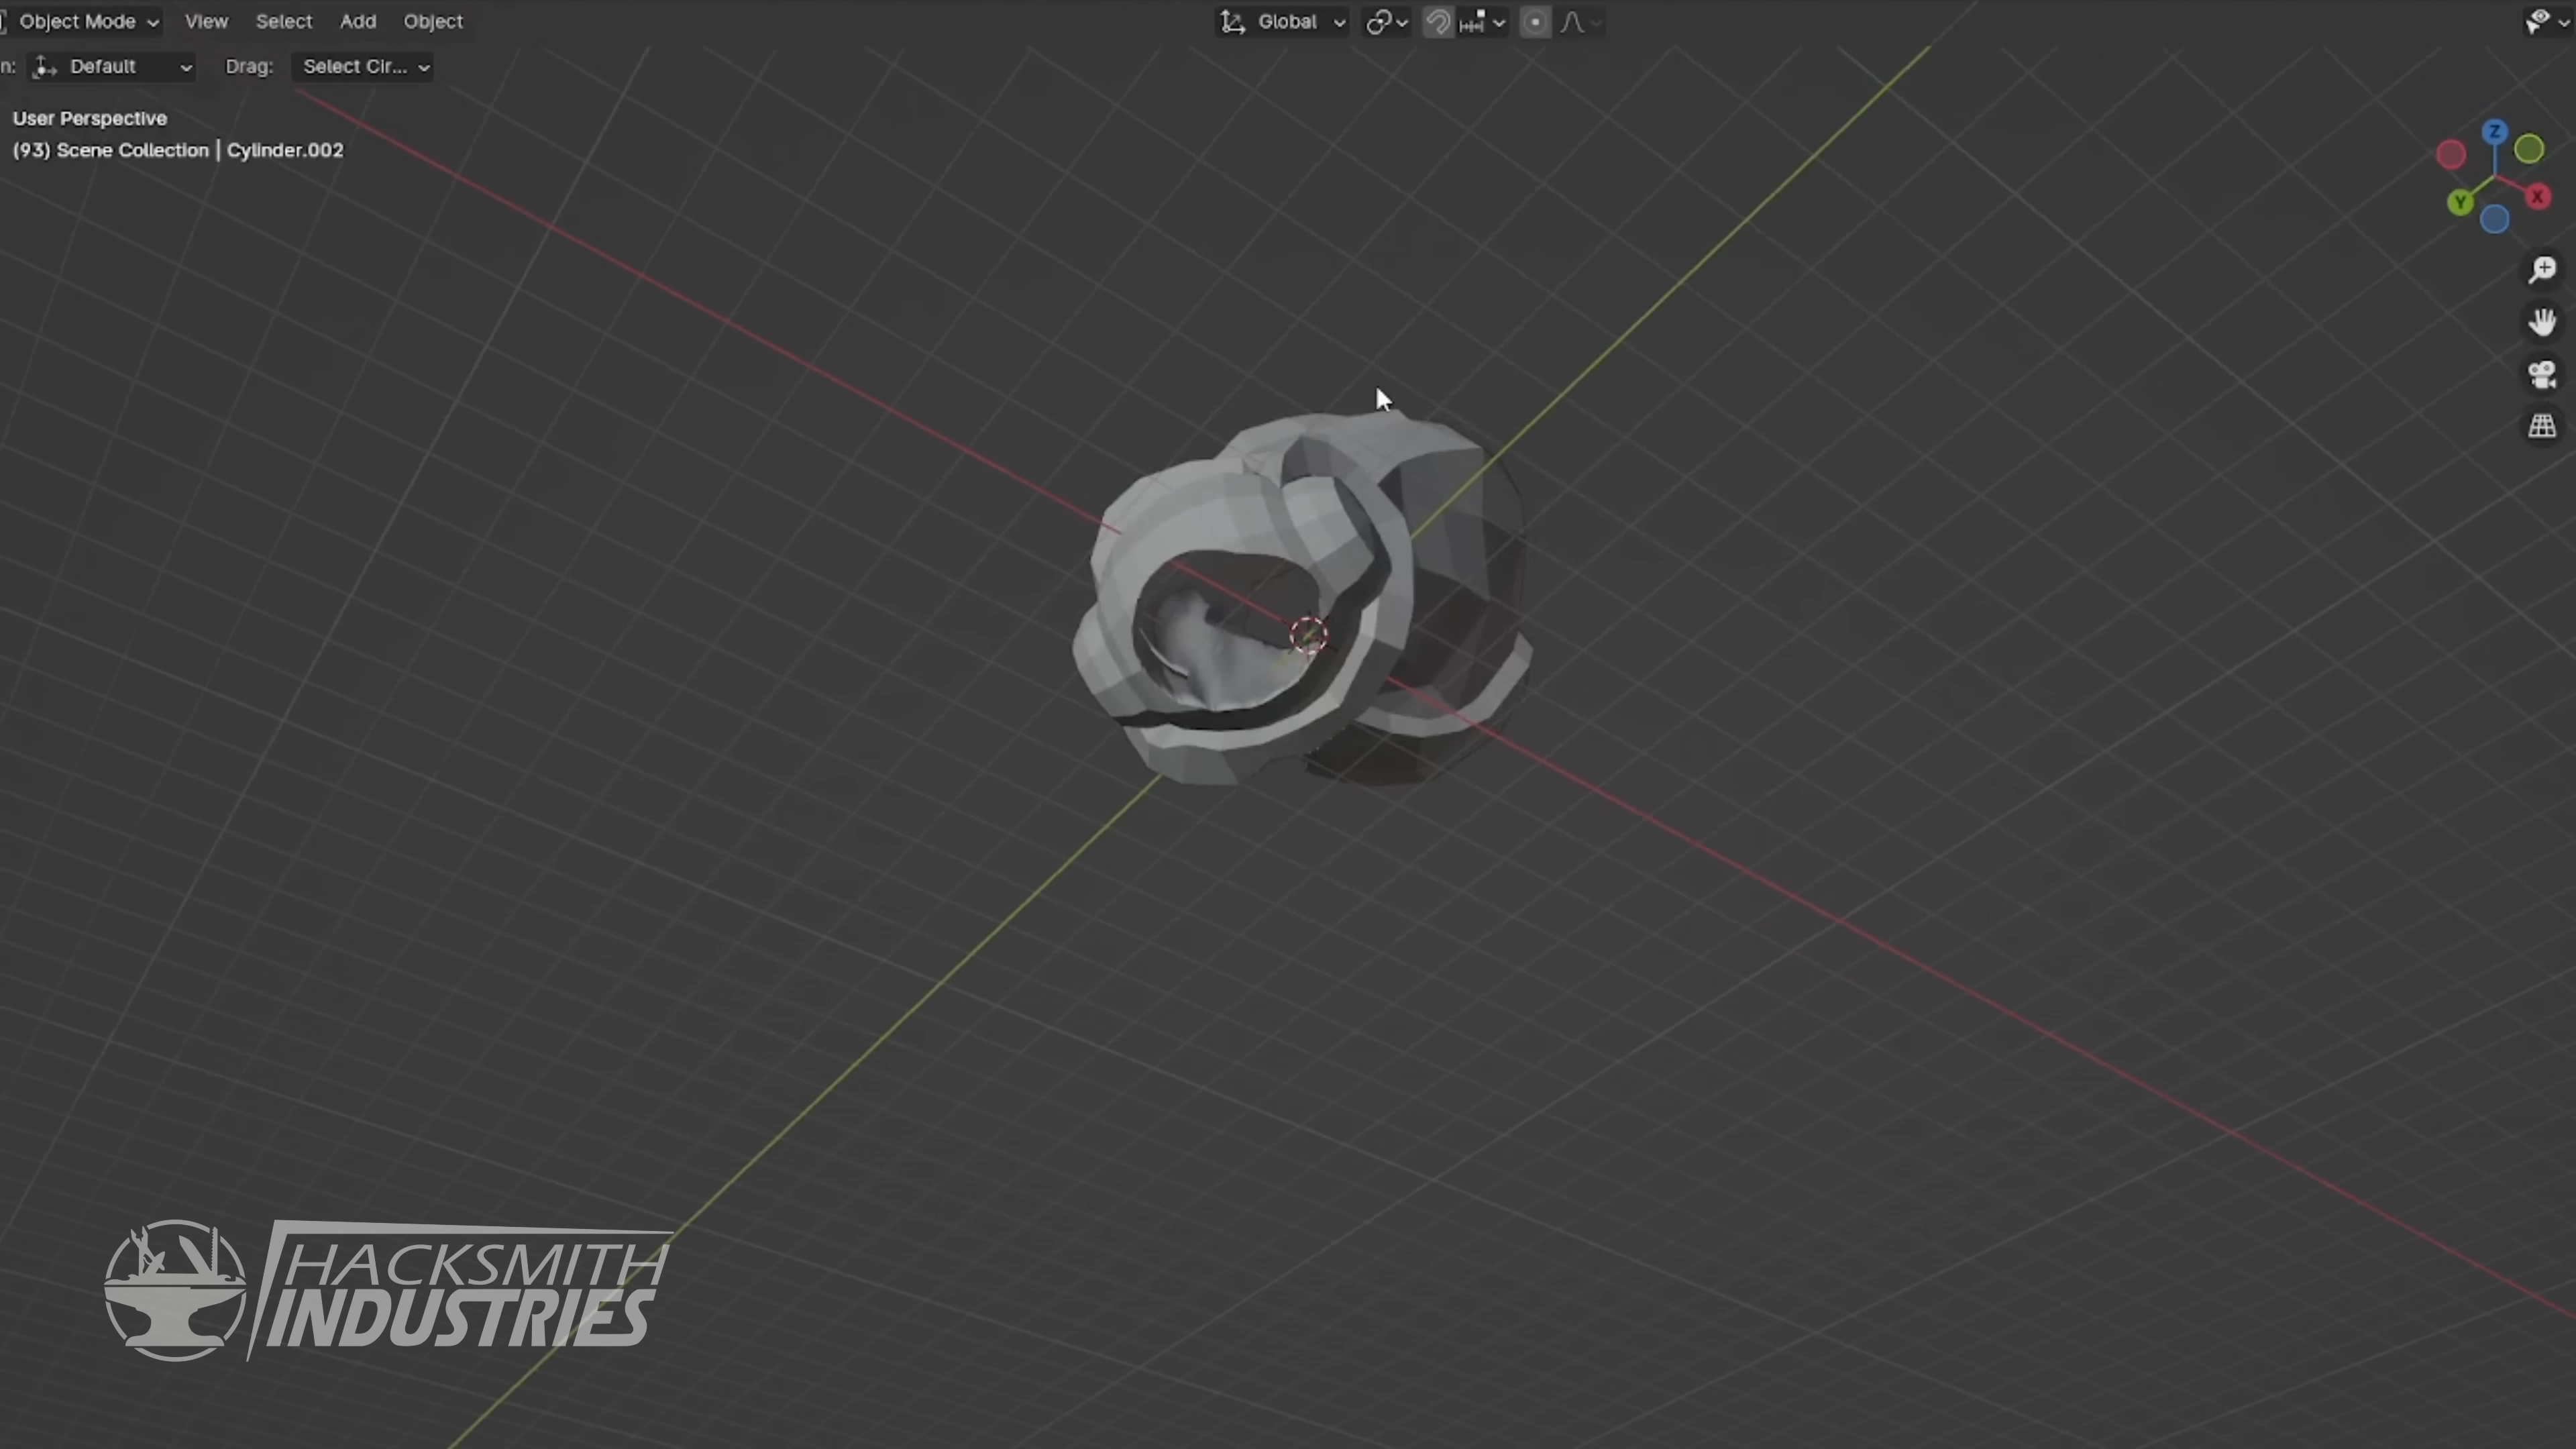 Object Mode View Select Add Object Global
n: Default Drag: Select Cir...
User Perspective
(93) Scene Collection | Cylinder.002
Z
Y
X
HACKSMITH
INDUSTRIES